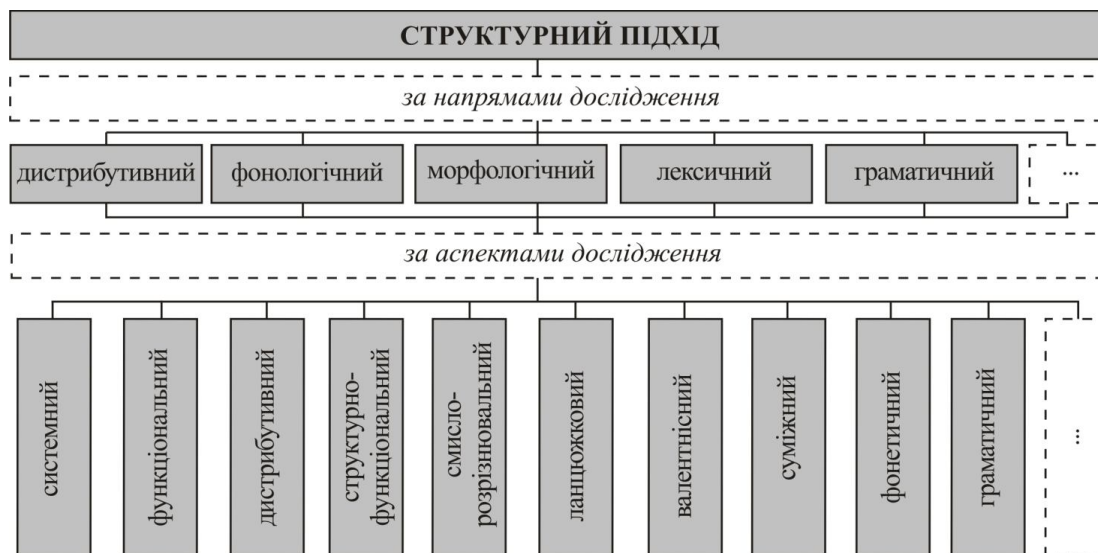 СТРУКТУРНИЙ ПІДХІД
за напрямами дослідження
дистрибутивний
фонологічний
морфологічний
лексичний
граматичний
...
за аспектами дослідження
системний
функціональний
дистрибутивний
структурно-
функціональний
смисло-
розрізнювальний
ланцюжковий
валентнісний
суміжний
фонетичний
граматичний
...